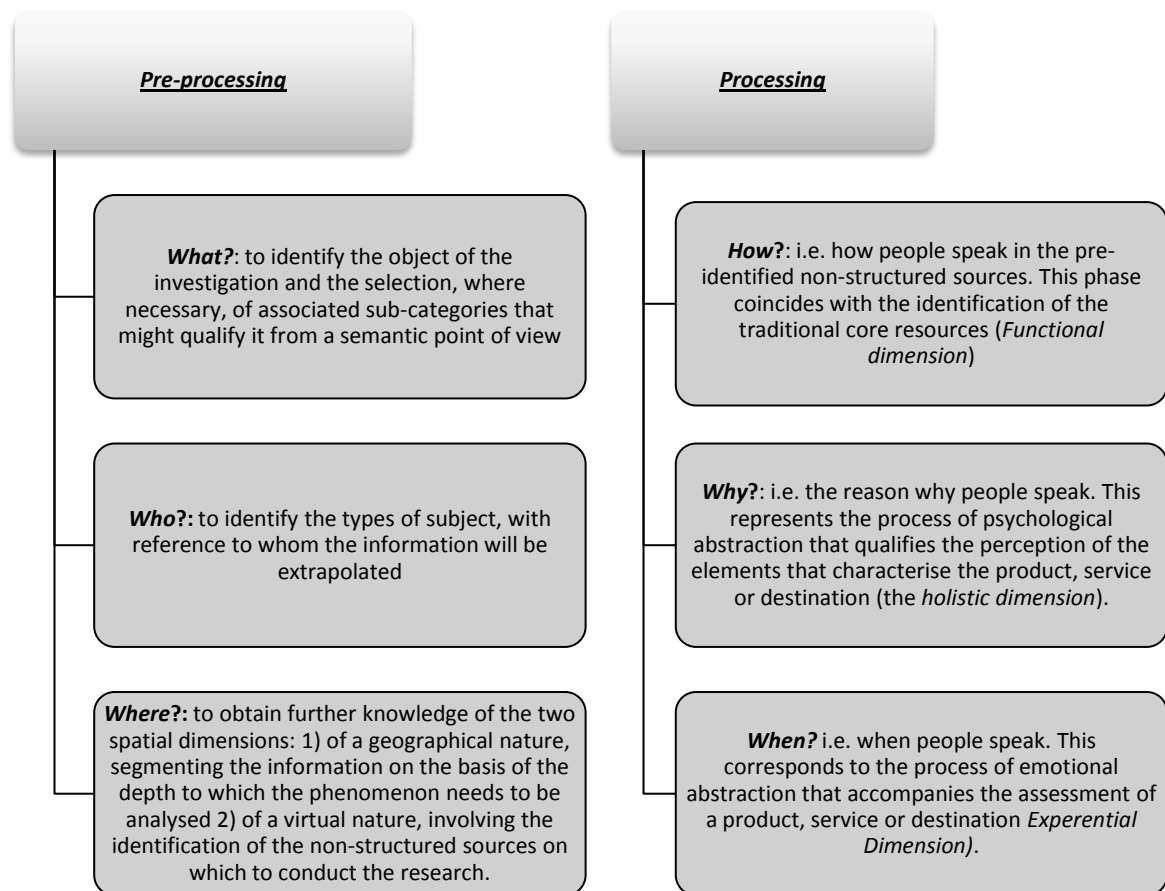 Pre-processing
What?: to identify the object of the
investigation and the selection, where
necessary, of associated sub-categories that
might qualify it from a semantic point of view
Who?: to identify the types of subject, with
reference to whom the information will be
extrapolated
Where?: to obtain further knowledge of the two
spatial dimensions: 1) of a geographical nature,
segmenting the information on the basis of the
depth to which the phenomenon needs to be
analysed 2) of a virtual nature, involving the
identification of the non-structured sources on
which to conduct the research.
Processing
How?: i.e. how people speak in the pre-
identified non-structured sources. This phase
coincides with the identification of the
traditional core resources (Functional
dimension)
Why?: i.e. the reason why people speak. This
represents the process of psychological
abstraction that qualifies the perception of the
elements that characterise the product, service
or destination (the holistic dimension).
When? i.e. when people speak. This
corresponds to the process of emotional
abstraction that accompanies the assessment of
a product, service or destination Experential
Dimension).